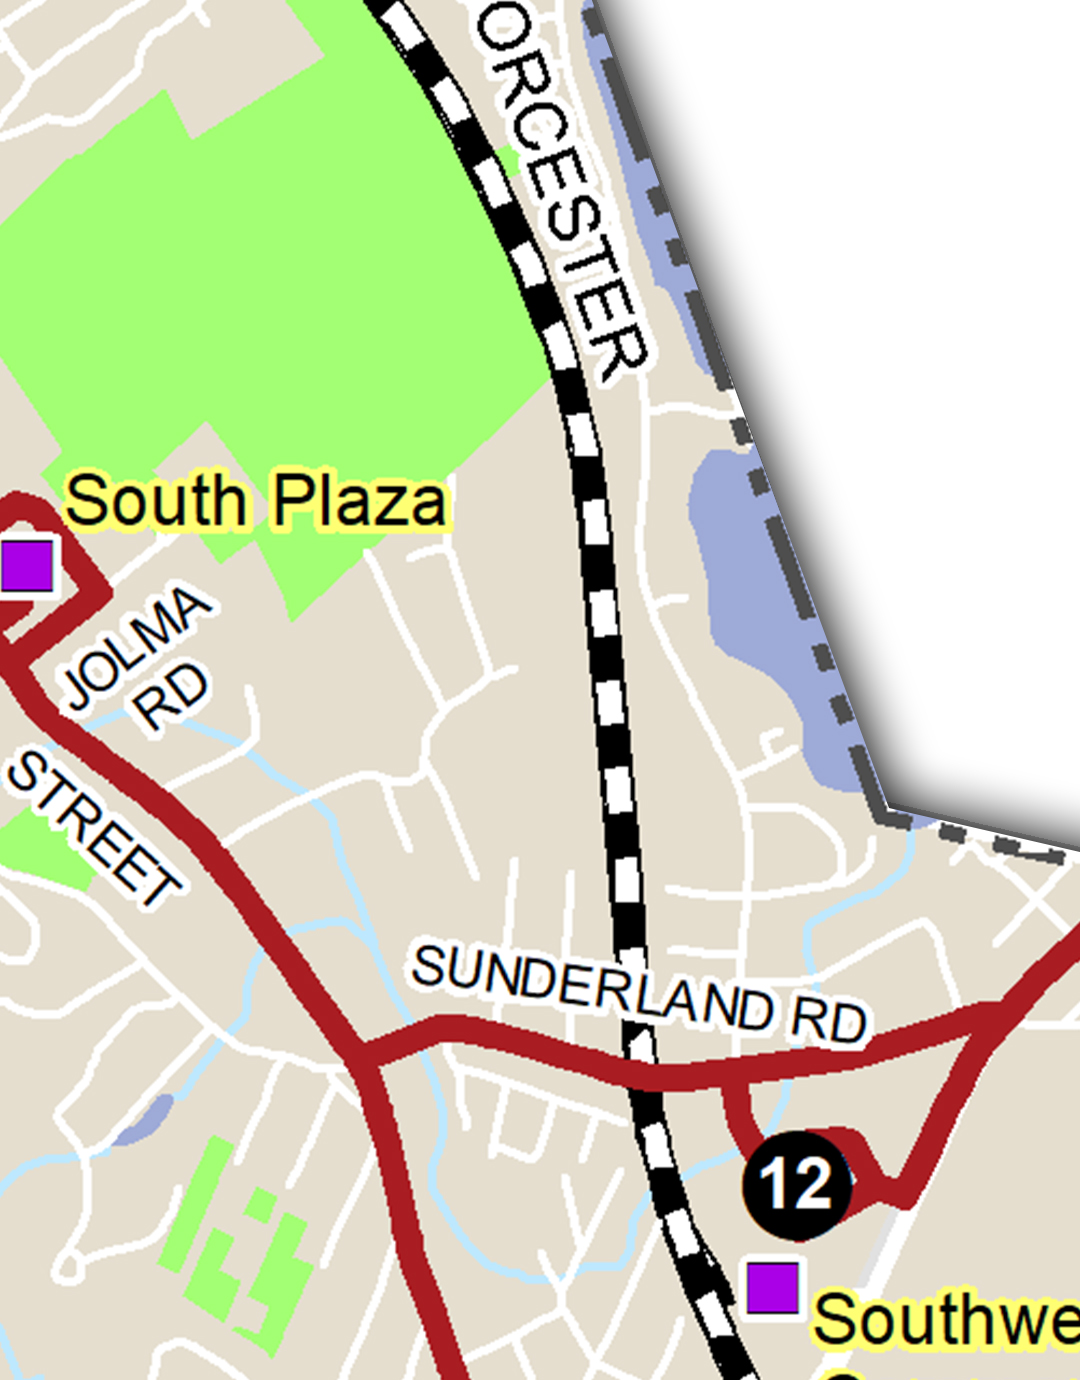 ORCESTER
South Plaza
JOLMA
RD
STREET
SUNDERLAND RD
12
Southwe